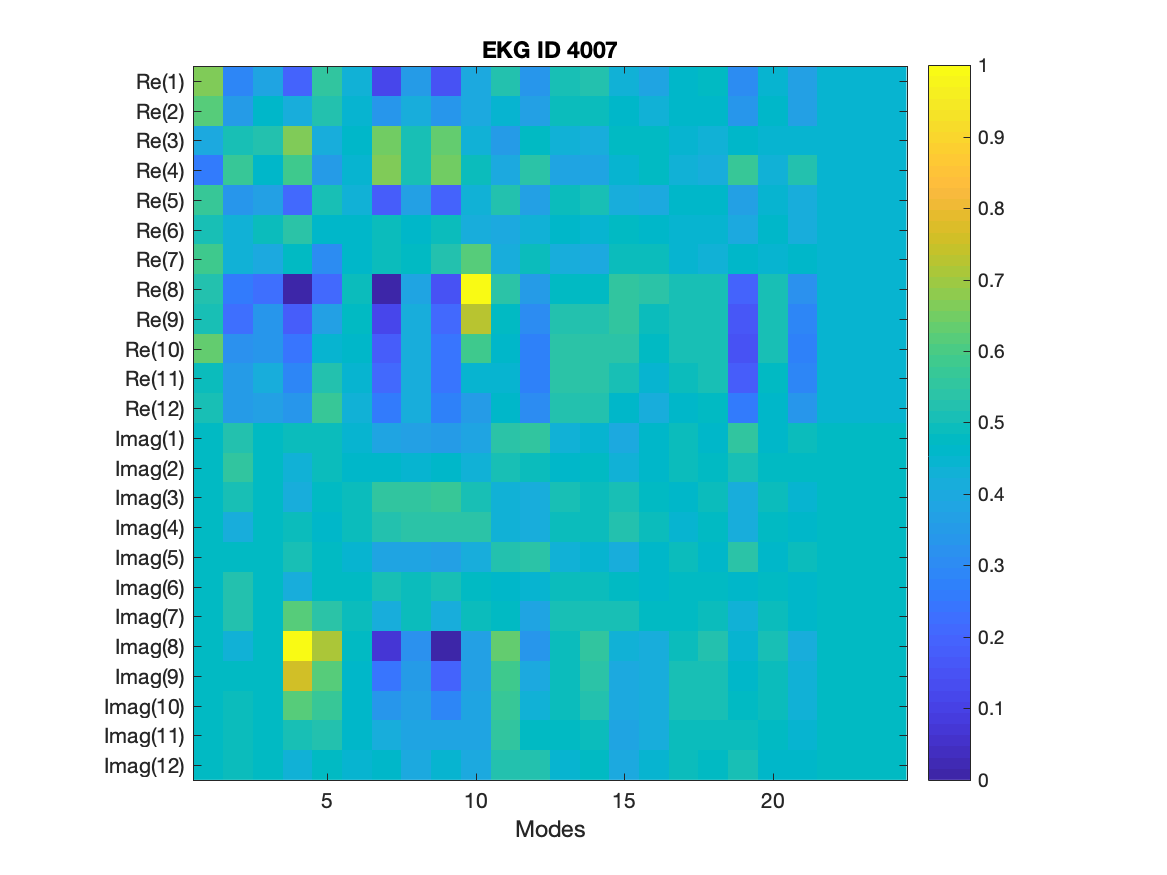 EKG ID 4007
Re(1)
Re(2)
Re(3)
Re(4)
Re(5)
Re(6)
Re(7)
Re(8)
Re(9)
Re(10)
Re(11)
Re(12)
Imag(1)
Imag(2)
Imag(3)
Imag(4)
Imag(5)
Imag(6)
Imag(7)
Imag(8)
Imag(9)
Imag(10)
Imag(11)
Imag(12)
5 10 15 20
Modes
1
0.9
0.8
0.7
0.6
0.5
0.4
0.3
0.2
0.1
0